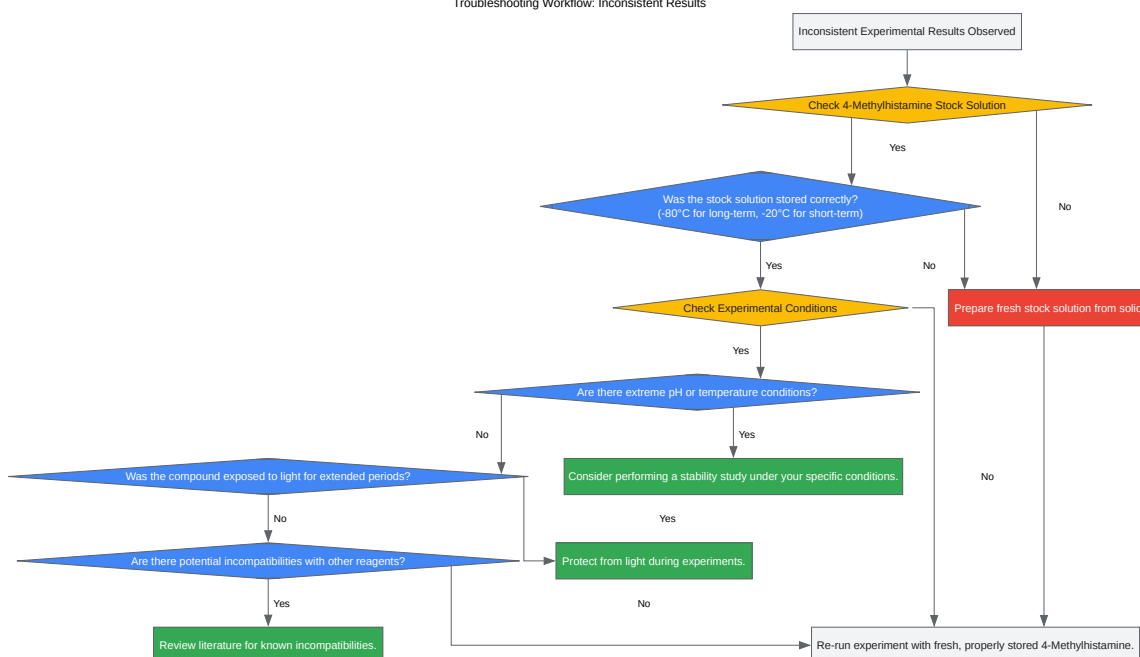 Troubleshooting Workflow: Inconsistent Results
Inconsistent Experimental Results Observed
Check 4-Methylhistamine Stock Solution
Yes
Was the stock solution stored correctly?
(-80°C for long-term, -20°C for short-term)
No
Yes
No
Check Experimental Conditions
Prepare fresh stock solution from solid
Yes
Are there extreme pH or temperature conditions?
No
Yes
Was the compound exposed to light for extended periods?
Consider performing a stability study under your specific conditions.
No
No
Yes
Are there potential incompatibilities with other reagents?
Protect from light during experiments.
Yes
No
Review literature for known incompatibilities.
Re-run experiment with fresh, properly stored 4-Methylhistamine.